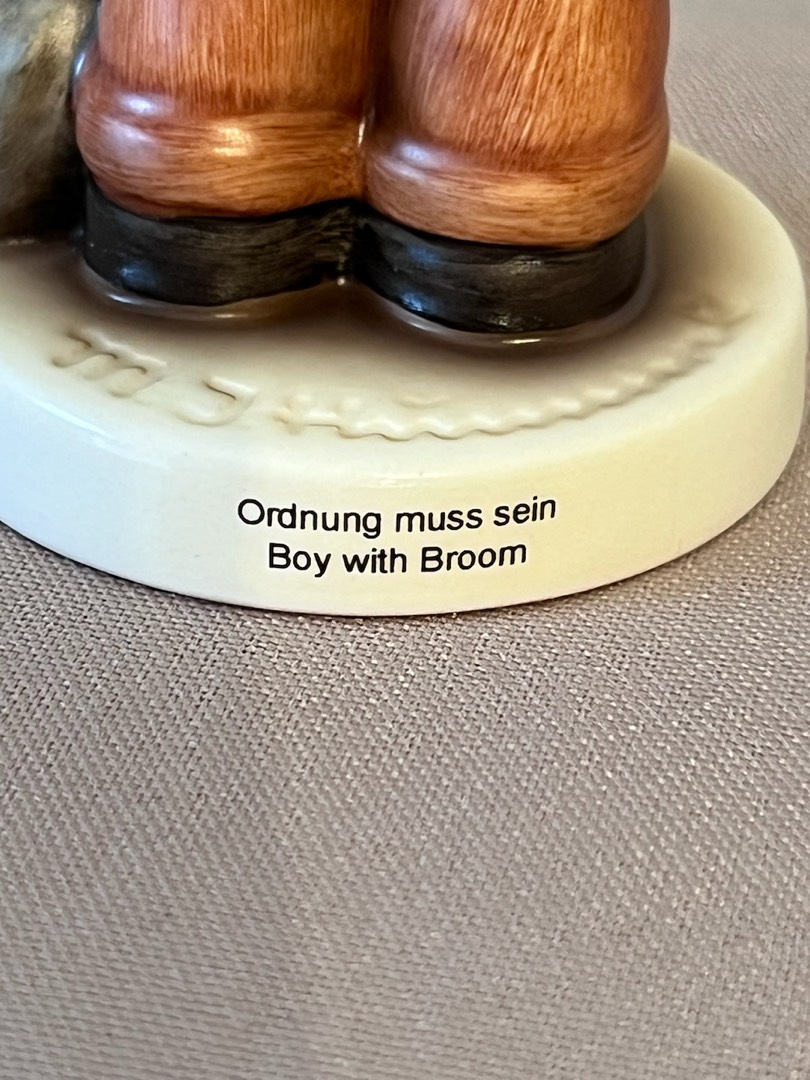 Ordnung muss sein
Boy with Broom